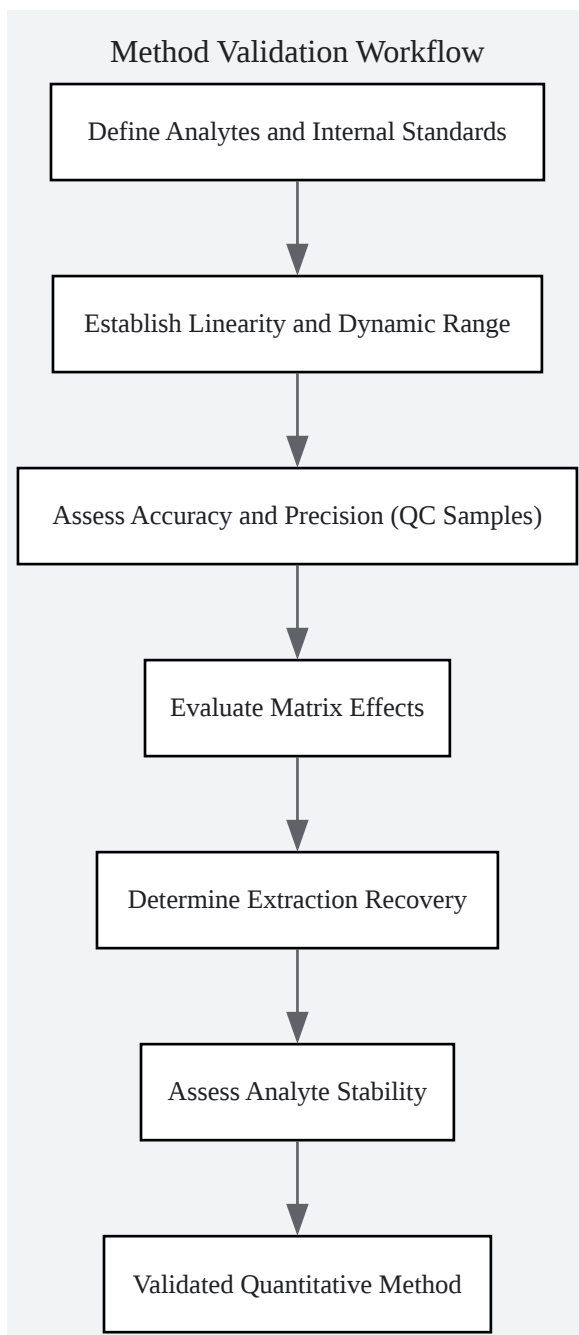 Method Validation Workflow
Define Analytes and Internal Standards
Establish Linearity and Dynamic Range
Assess Accuracy and Precision (QC Samples)
Evaluate Matrix Effects
Determine Extraction Recovery
Assess Analyte Stability
Validated Quantitative Method